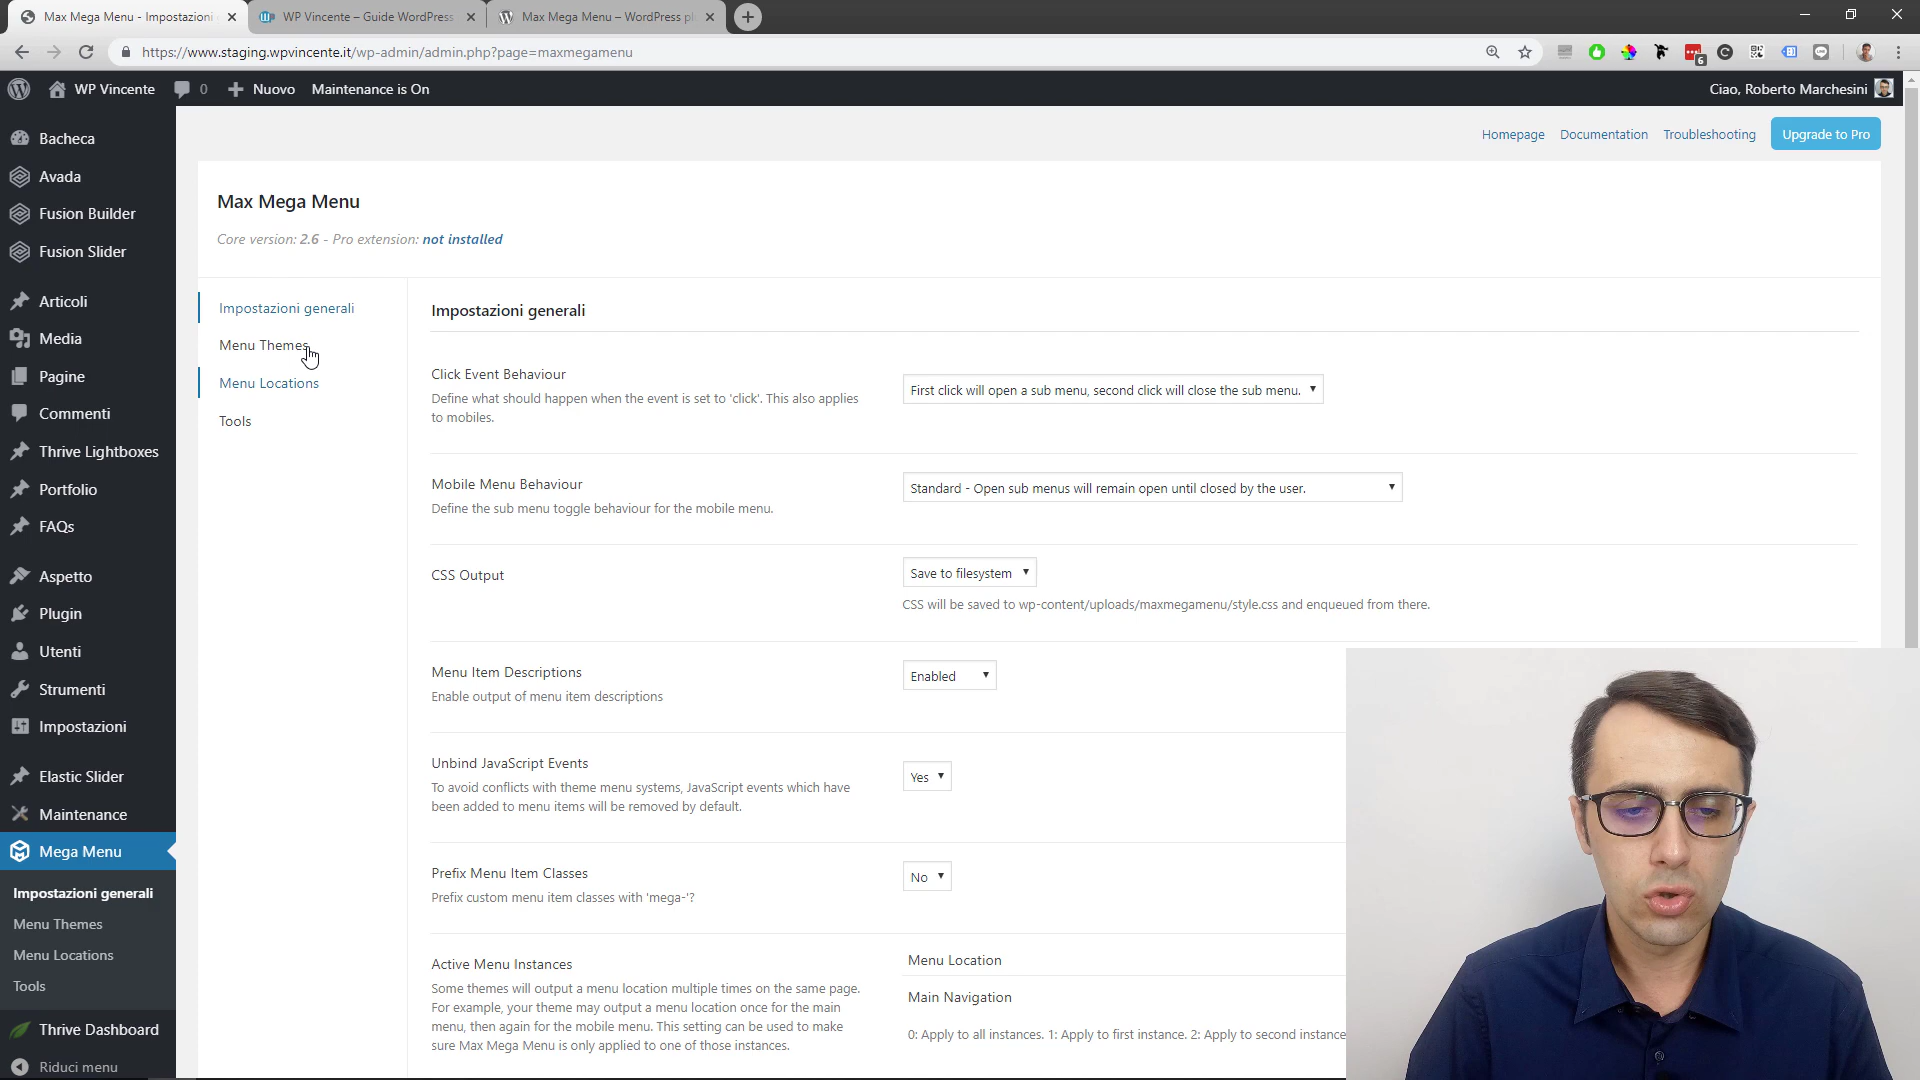 Max Mega Menu - Impostazioni
WP Vincente – Guide WordPress
Max Mega Menu – WordPress pl
https://www.staging.wpvincente.it/wp-admin/admin.php?page=maxmegamenu
6
WP Vincente
0
Nuovo
Maintenance is On
Ciao, Roberto Marchesini
Homepage
Documentation
Troubleshooting
Upgrade to Pro
Bacheca
Avada
Fusion Builder
Fusion Slider
Articoli
Media
Pagine
Commenti
Thrive Lightboxes
Portfolio
FAQs
Aspetto
Plugin
Utenti
Strumenti
Impostazioni
Elastic Slider
Maintenance
Mega Menu
Impostazioni generali
Menu Themes
Menu Locations
Tools
Thrive Dashboard
Riduci menu
Max Mega Menu
Core version: 2.6 - Pro extension: not installed
Impostazioni generali
Menu Themes
Menu Locations
Tools
Impostazioni generali
Click Event Behaviour
Define what should happen when the event is set to 'click'. This also applies
to mobiles.
First click will open a sub menu, second click will close the sub menu.
Mobile Menu Behaviour
Define the sub menu toggle behaviour for the mobile menu.
Standard - Open sub menus will remain open until closed by the user.
CSS Output
Save to filesystem
CSS will be saved to wp-content/uploads/maxmegamenu/style.css and enqueued from there.
Menu Item Descriptions
Enable output of menu item descriptions
Enabled
Unbind JavaScript Events
To avoid conflicts with theme menu systems, JavaScript events which have
been added to menu items will be removed by default.
Yes
Prefix Menu Item Classes
Prefix custom menu item classes with 'mega-'?
No
Active Menu Instances
Some themes will output a menu location multiple times on the same page.
For example, your theme may output a menu location once for the main
menu, then again for the mobile menu. This setting can be used to make
sure Max Mega Menu is only applied to one of those instances.
Menu Location
Main Navigation
0: Apply to all instances. 1: Apply to first instance. 2: Apply to second instance